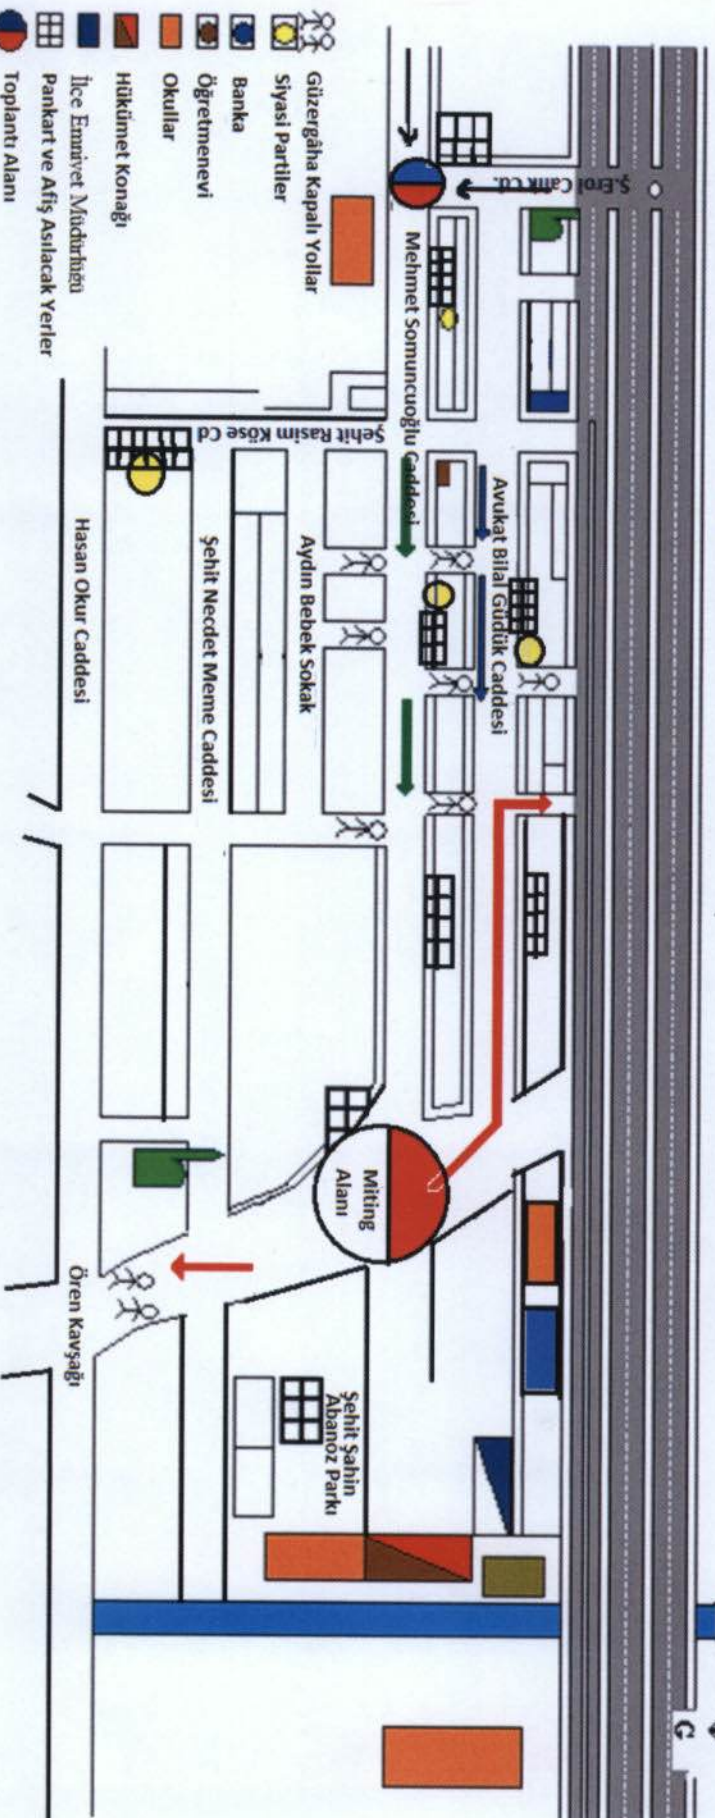 Güzergâha Kapalı Yollar
Siyasi Partiler
Banka
Öğretmenevi
Okullar
Hükümet Konağı
İlçe Emniyet Müdürlüğü
Pankart ve Afiş Asılacak Yerler
Toplantı Alanı
Ş.Erol Çalık Cd.
Mehmet Somuncuoğlu Caddesi
Avukat Bilal Güdük Caddesi
Şehit Rasim Köse Cd
Aydın Bebek Sokak
Şehit Necdet Meme Caddesi
Hasan Okur Caddesi
Miting
Alanı
Ören Kavşağı
Şehit Şahin
Abanoz Parkı
G